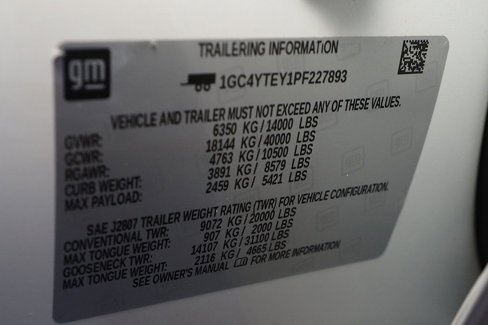 gm
TRAILERING INFORMATION
1GC4YTEY1PF227893
VEHICLE AND TRAILER MUST NOT EXCEED ANY OF THESE VALUES.
GVWR: 6350 KG / 14000 LBS
GCWR: 18144 KG / 40000 LBS
RGAWR: 4763 KG / 10500 LBS
CURB WEIGHT: 3891 KG / 8579 LBS
MAX PAYLOAD: 2459 KG / 5421 LBS
SAE J2807 TRAILER WEIGHT RATING (TWR) FOR VEHICLE CONFIGURATION.
CONVENTIONAL TWR: 9072 KG / 20000 LBS
MAX TONGUE WEIGHT: 907 KG / 2000 LBS
GOOSENECK TWR: 14107 KG / 31100 LBS
MAX TONGUE WEIGHT: 2116 KG / 4665 LBS
SEE OWNER'S MANUAL FOR MORE INFORMATION